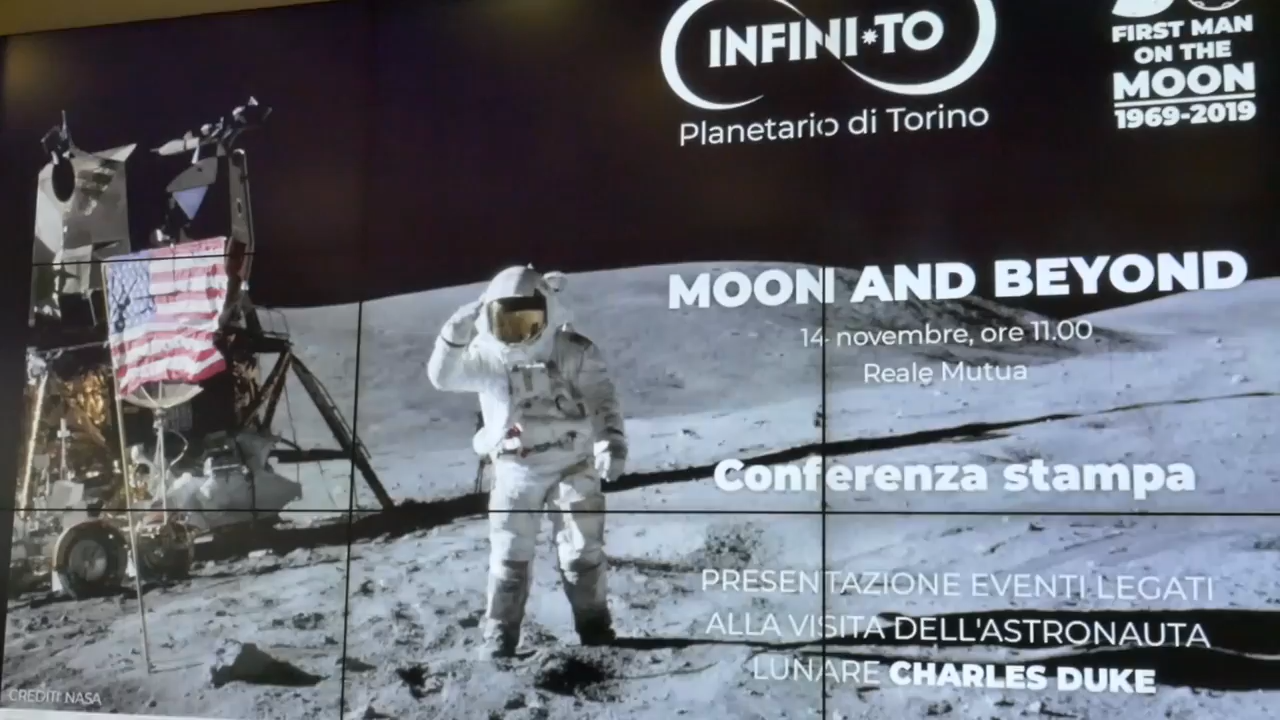 INFINI*TO
Planetario di Torino
FIRST MAN
ON THE
MOON
1969-2019
MOON AND BEYOND
14 novembre, ore 11.00
Reale Mutua
Conferenza stampa
PRESENTAZIONE EVENTI LEGATI
ALLA VISITA DELL'ASTRONAUTA
LUNARE CHARLES DUKE
CREDITI NASA